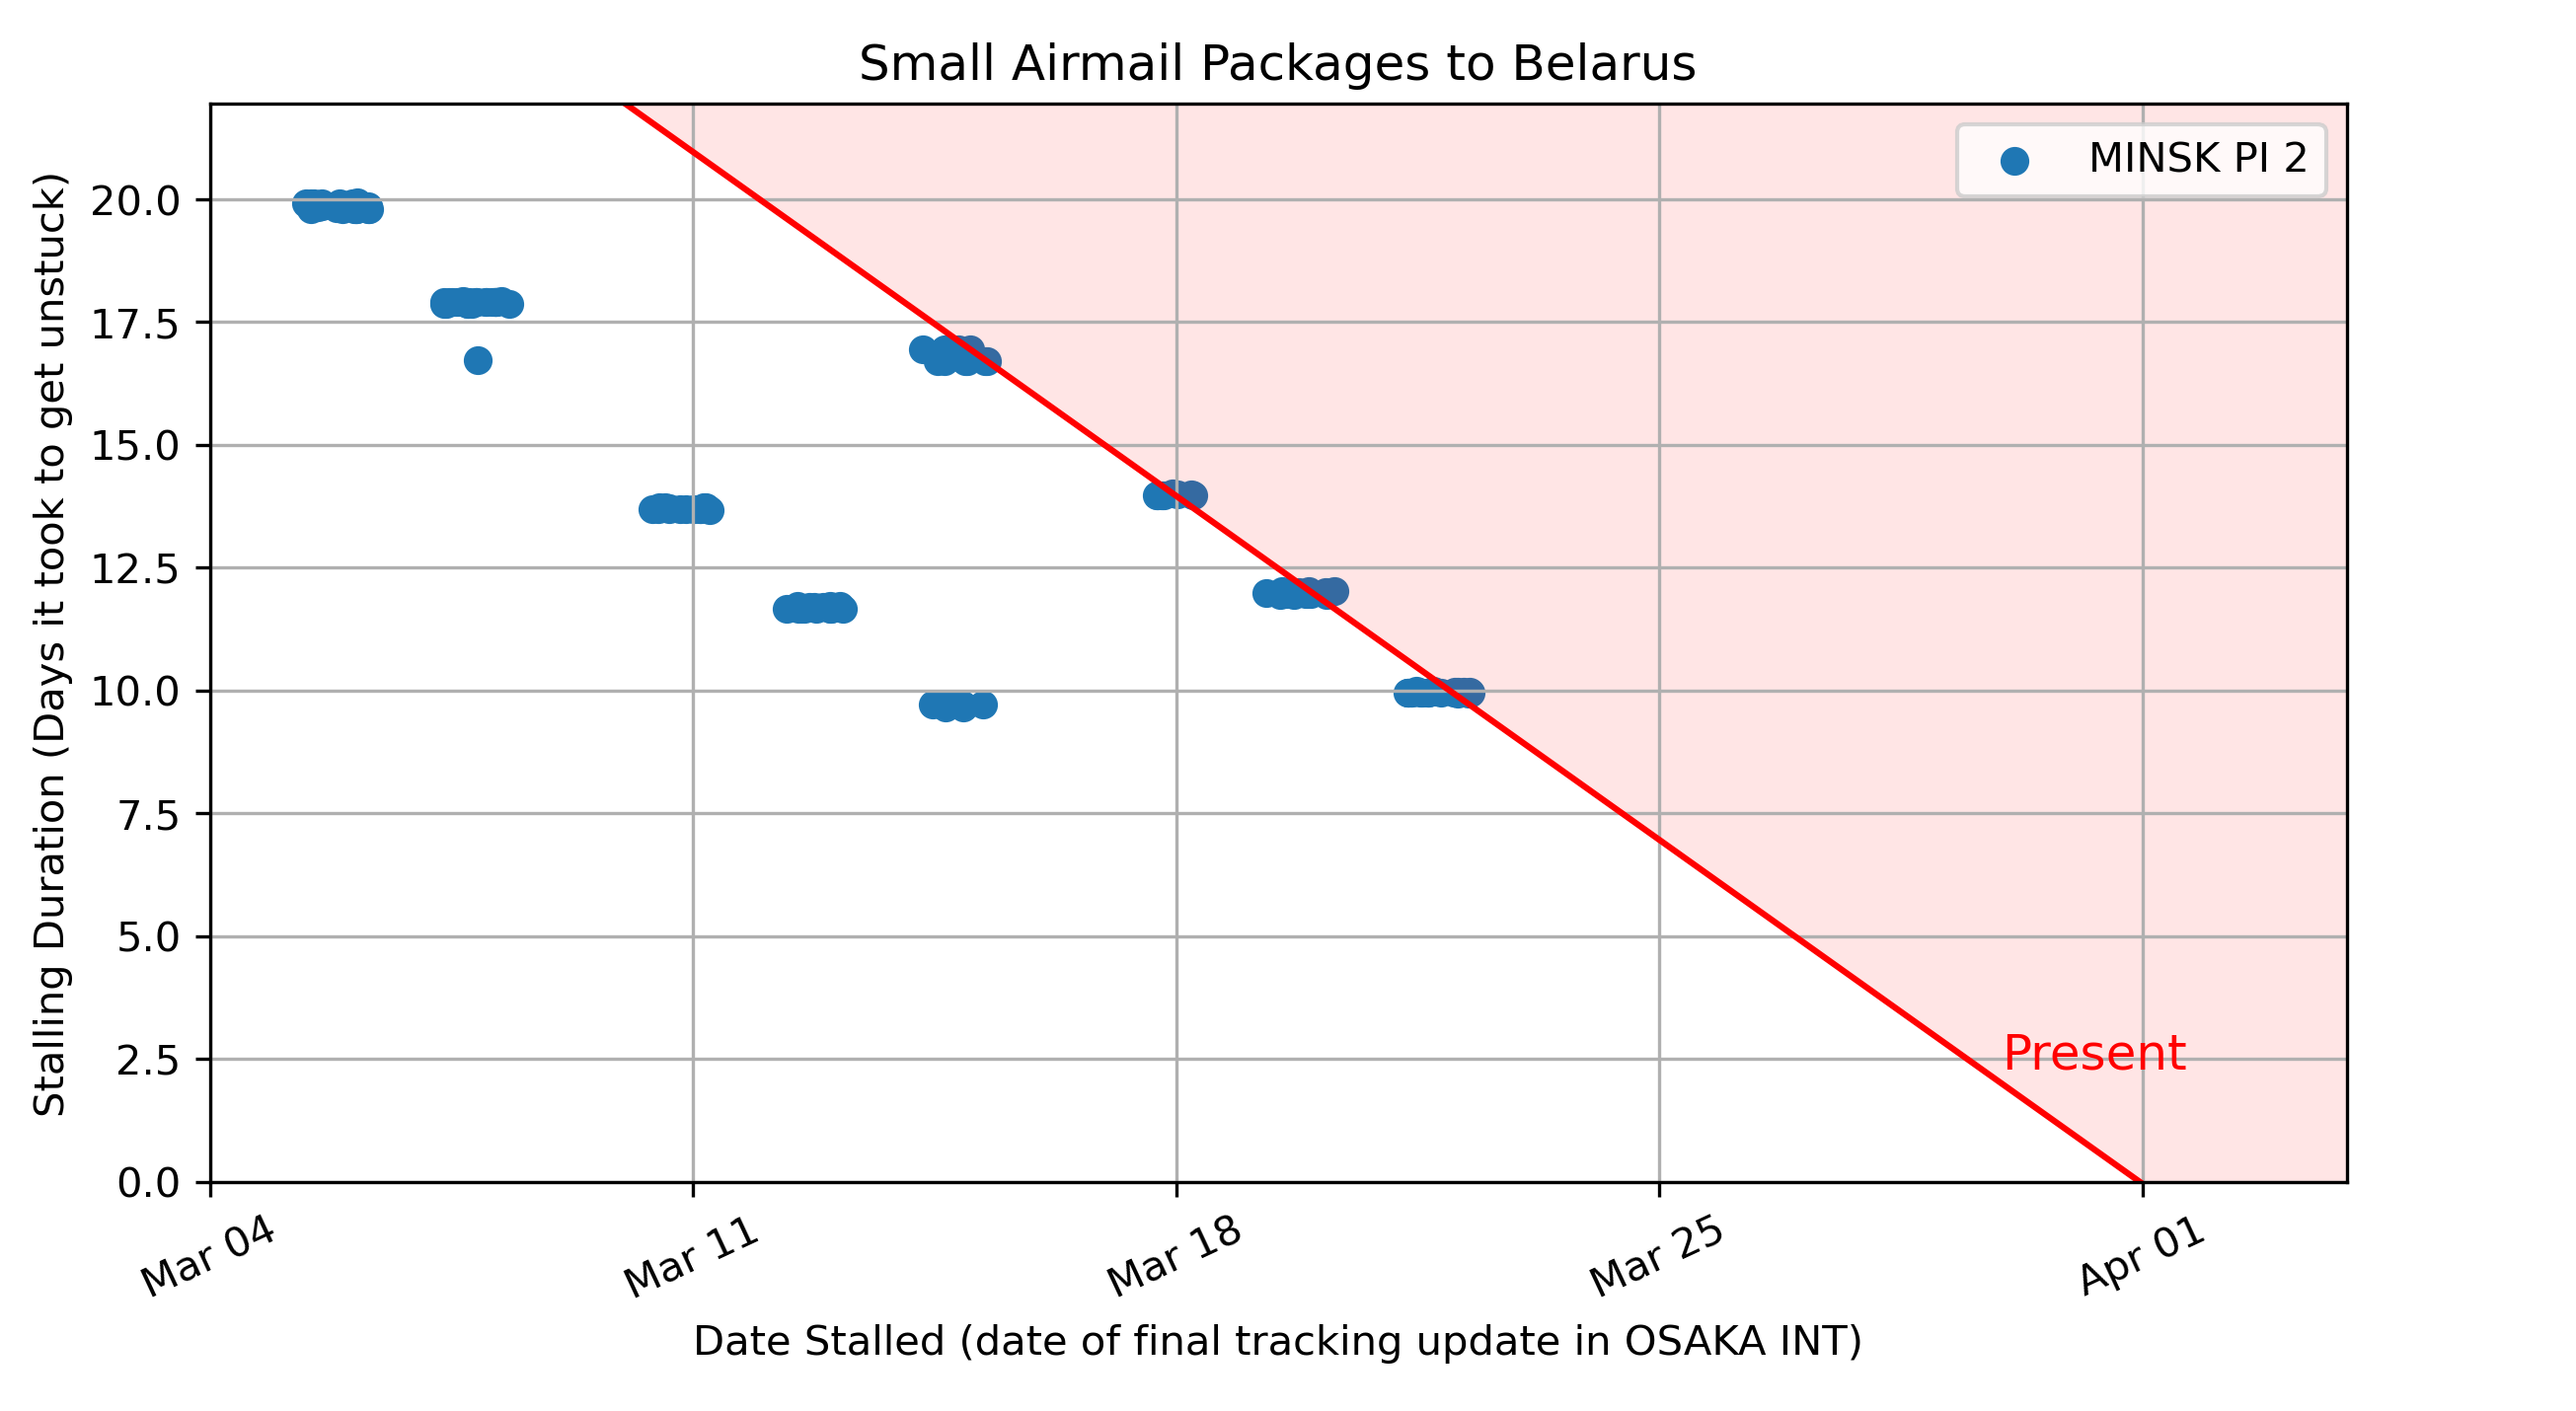 Small Airmail Packages to Belarus
MINSK PI 2
Stalling Duration (Days it took to get unstuck)
20.0
17.5
15.0
12.5
10.0
7.5
5.0
2.5
0.0
Present
Mar 04
Mar 11
Mar 18
Mar 25
Apr 01
Date Stalled (date of final tracking update in OSAKA INT)